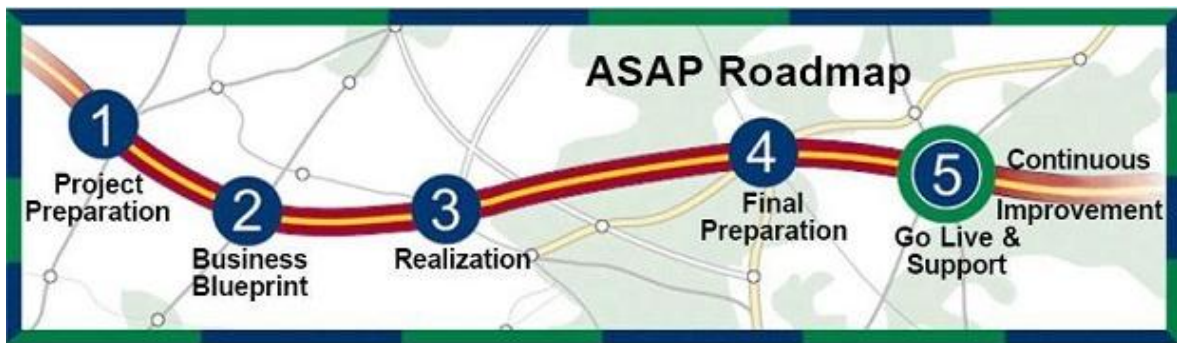 ASAP Roadmap
1
Project
Preparation
2
Business
Blueprint
3
Realization
4
Final
Preparation
5
Go Live &
Support
Continuous
Improvement